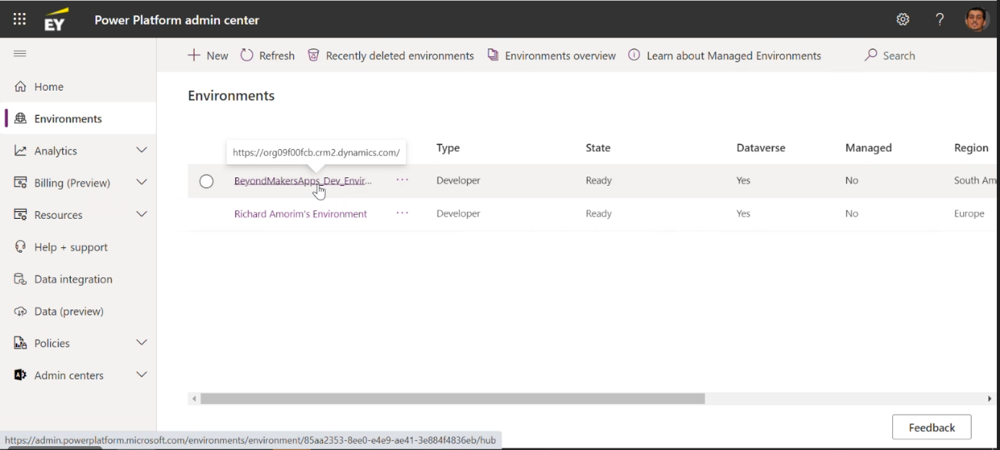 EY Power Platform admin center ?
New Refresh Recently deleted environments Environments overview Learn about Managed Environments Search
Home
Environments
Analytics
Billing (Preview)
Resources
Help + support
Data integration
Data (preview)
Policies
Admin centers
Environments
Type State Dataverse Managed Region
https://org09f00fcb.crm2.dynamics.com/
BeyondMakersApps_Dev_Envir... ... Developer Ready Yes No South Am
Richard Amorim's Environment ... Developer Ready Yes No Europe
Feedback
https://admin.powerplatform.microsoft.com/environments/environment/85aa2353-8ee0-e4e9-ae41-3e884f4836eb/hub